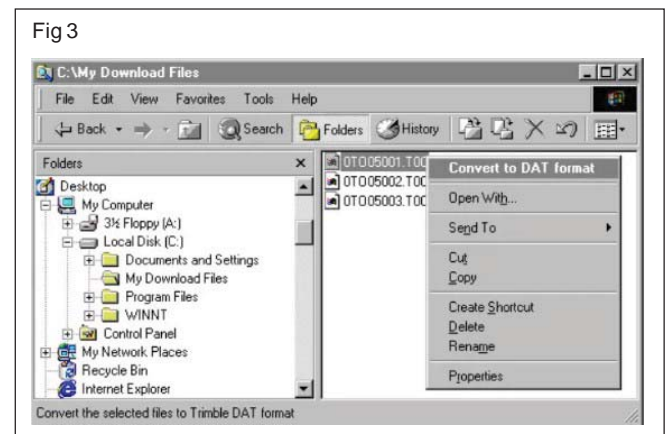 Fig 3
C:\My Download Files
File Edit View Favorites Tools Help
Back Search Folders History
Folders
Desktop
My Computer
3½ Floppy (A:)
Local Disk (C:)
Documents and Settings
My Download Files
Program Files
WINNT
Control Panel
My Network Places
Recycle Bin
Internet Explorer
0TO05001.T00
0TO05002.T00
0TO05003.T00
Convert to DAT format
Open With...
Send To
Cut
Copy
Create Shortcut
Delete
Rename
Properties
Convert the selected files to Trimble DAT format